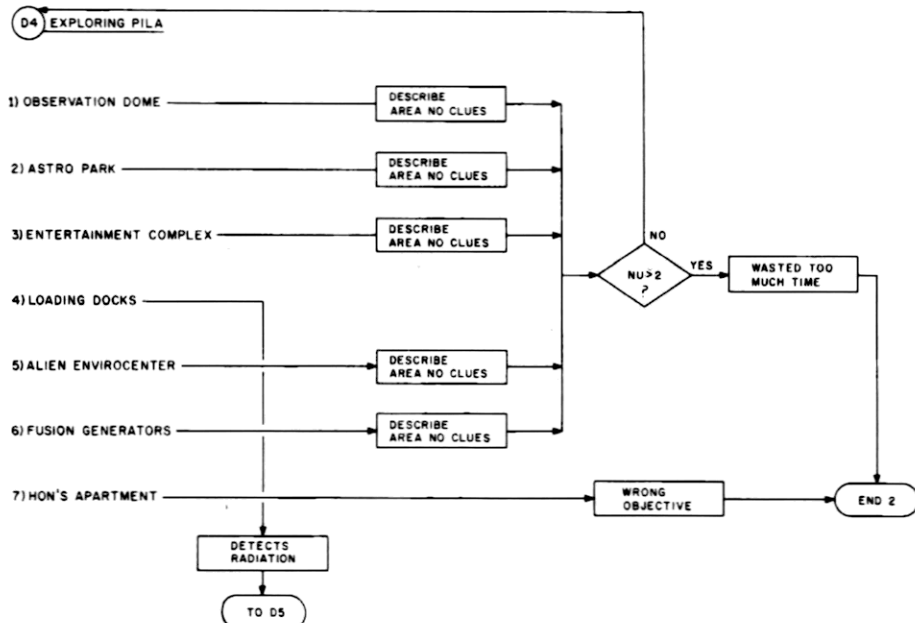 D4 EXPLORING PILA
1) OBSERVATION DOME
DESCRIBE
AREA NO CLUES
2) ASTRO PARK
DESCRIBE
AREA NO CLUES
3) ENTERTAINMENT COMPLEX
DESCRIBE
AREA NO CLUES
NO
NU>2
?
YES
WASTED TOO
MUCH TIME
4) LOADING DOCKS
5) ALIEN ENVIROCENTER
DESCRIBE
AREA NO CLUES
6) FUSION GENERATORS
DESCRIBE
AREA NO CLUES
7) HON'S APARTMENT
WRONG
OBJECTIVE
END 2
DETECTS
RADIATION
TO D5